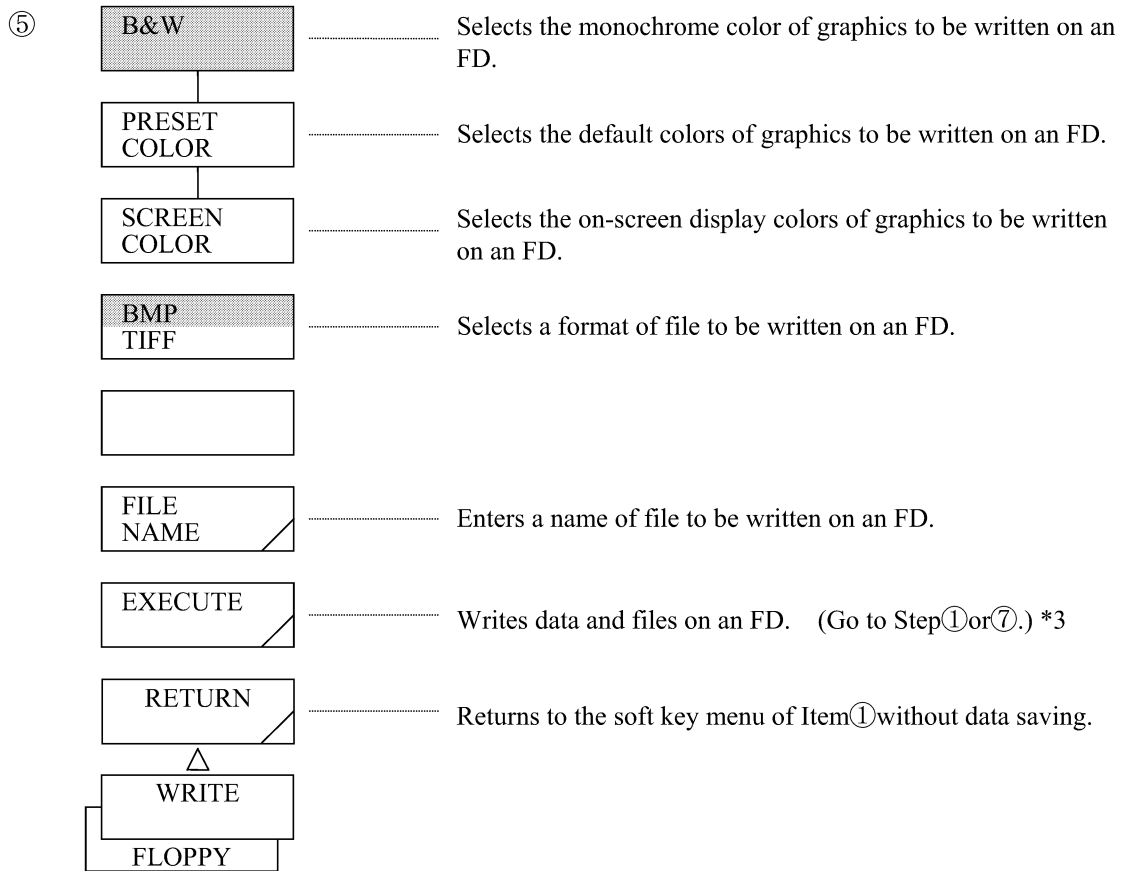 ⑤
B&W
Selects the monochrome color of graphics to be written on an
FD.
PRESET
COLOR
Selects the default colors of graphics to be written on an FD.
SCREEN
COLOR
Selects the on-screen display colors of graphics to be written
on an FD.
BMP
TIFF
Selects a format of file to be written on an FD.
FILE
NAME
Enters a name of file to be written on an FD.
EXECUTE
Writes data and files on an FD. (Go to Step①or⑦.) *3
RETURN
Returns to the soft key menu of Item①without data saving.
WRITE
FLOPPY